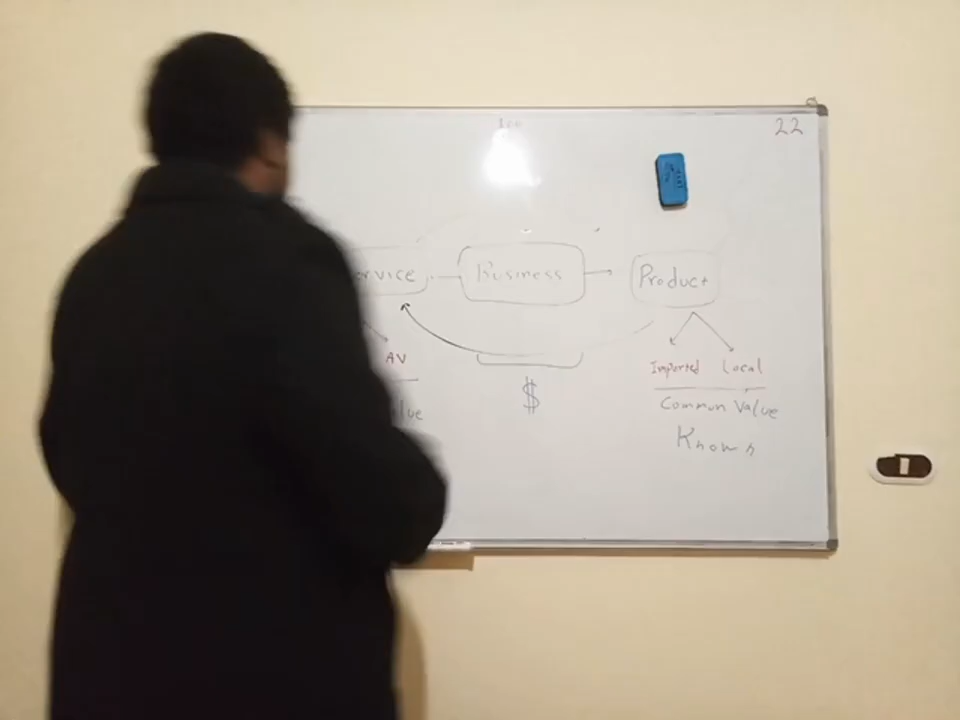 22
ervice Business Product
AV
Imported Local
lue
$
Common Value
Known